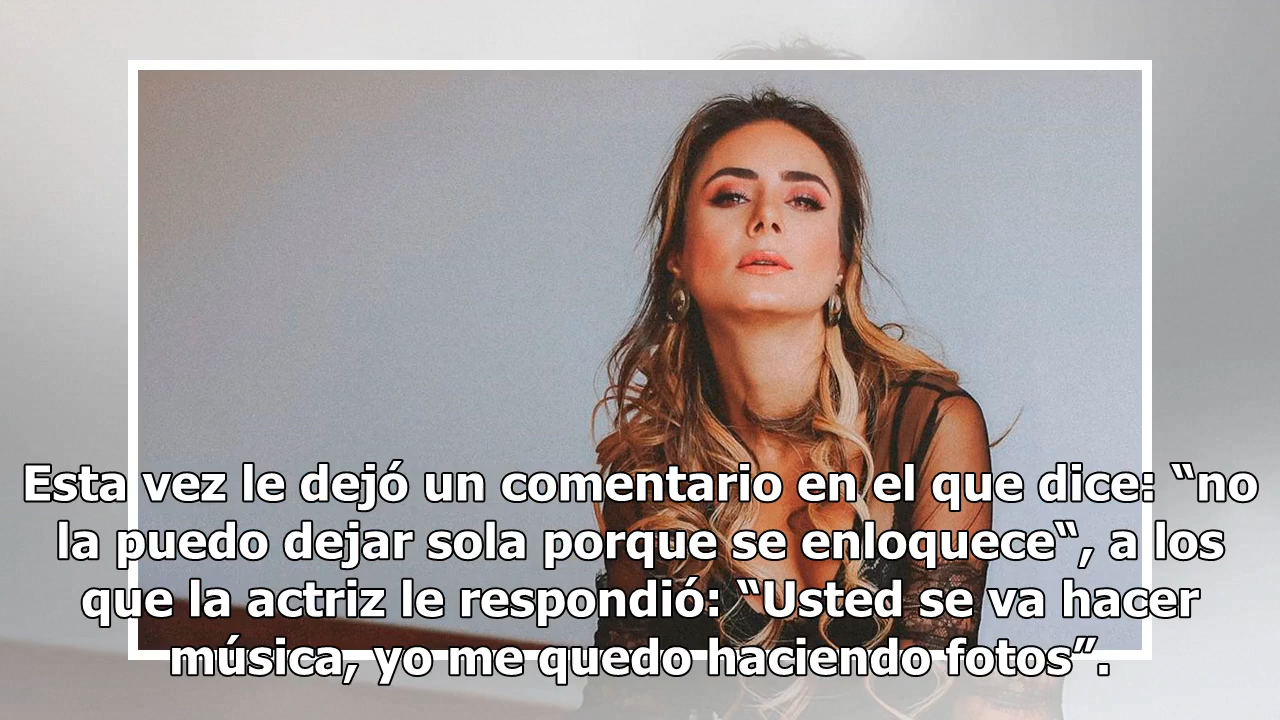 Esta vez le dejó un comentario en el que dice: “no
la puedo dejar sola porque se enloquece“, a los
que la actriz le respondió: “Usted se va hacer
música, yo me quedo haciendo fotos”.